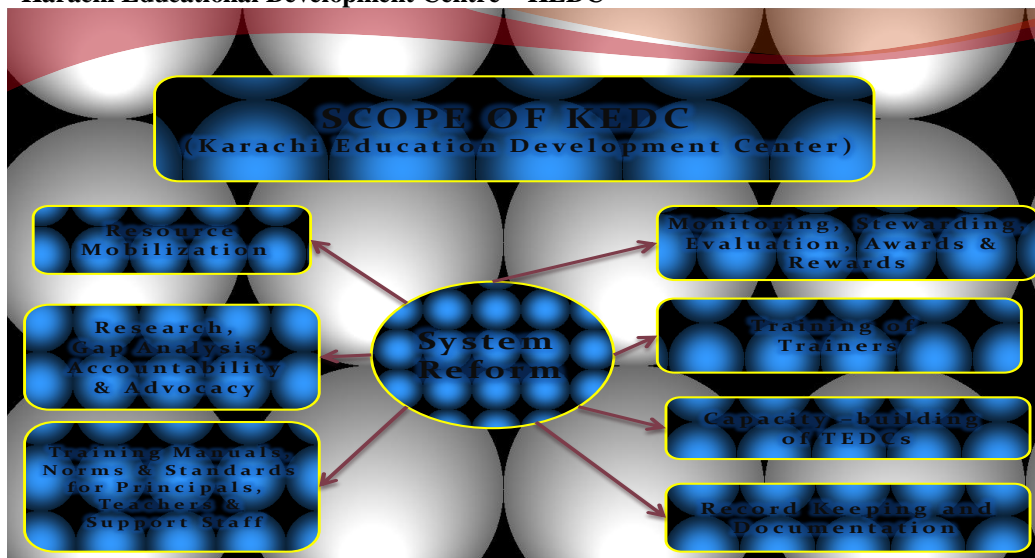 Karachi Educational Development Centre – KEDC
SCOPE OF KEDC
(Karachi Education Development Center)
Resource
Mobilization
Research,
Gap Analysis,
Accountability
& Advocacy
Training Manuals,
Norms & Standards
for Principals,
Teachers &
Support Staff
System
Reform
Monitoring, Stewarding,
Evaluation, Awards &
Rewards
Training of
Trainers
Capacity –building
of TEDCs
Record Keeping and
Documentation